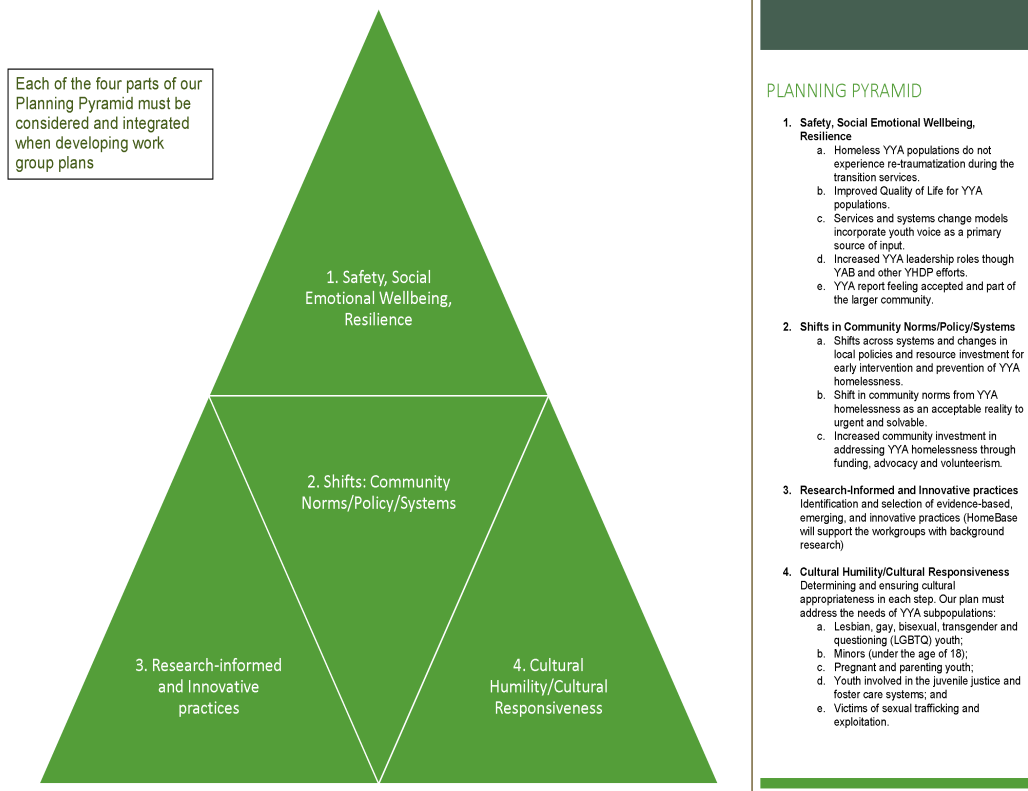 Each of the four parts of our
Planning Pyramid must be
considered and integrated
when developing work
group plans
1. Safety, Social
Emotional Wellbeing,
Resilience
2. Shifts: Community
Norms/Policy/Systems
3. Research-informed
and Innovative
practices
4. Cultural
Humility/Cultural
Responsiveness
PLANNING PYRAMID
1. Safety, Social Emotional Wellbeing,
Resilience
a. Homeless YYA populations do not
experience re-traumatization during the
transition services.
b. Improved Quality of Life for YYA
populations.
c. Services and systems change models
incorporate youth voice as a primary
source of input.
d. Increased YYA leadership roles though
YAB and other YHDP efforts.
e. YYA report feeling accepted and part of
the larger community.
2. Shifts in Community Norms/Policy/Systems
a. Shifts across systems and changes in
local policies and resource investment for
early intervention and prevention of YYA
homelessness.
b. Shift in community norms from YYA
homelessness as an acceptable reality to
urgent and solvable.
c. Increased community investment in
addressing YYA homelessness through
funding, advocacy and volunteerism.
3. Research-Informed and Innovative practices
Identification and selection of evidence-based,
emerging, and innovative practices (HomeBase
will support the workgroups with background
research)
4. Cultural Humility/Cultural Responsiveness
Determining and ensuring cultural
appropriateness in each step. Our plan must
address the needs of YYA subpopulations:
a. Lesbian, gay, bisexual, transgender and
questioning (LGBTQ) youth;
b. Minors (under the age of 18);
c. Pregnant and parenting youth;
d. Youth involved in the juvenile justice and
foster care systems; and
e. Victims of sexual trafficking and
exploitation.